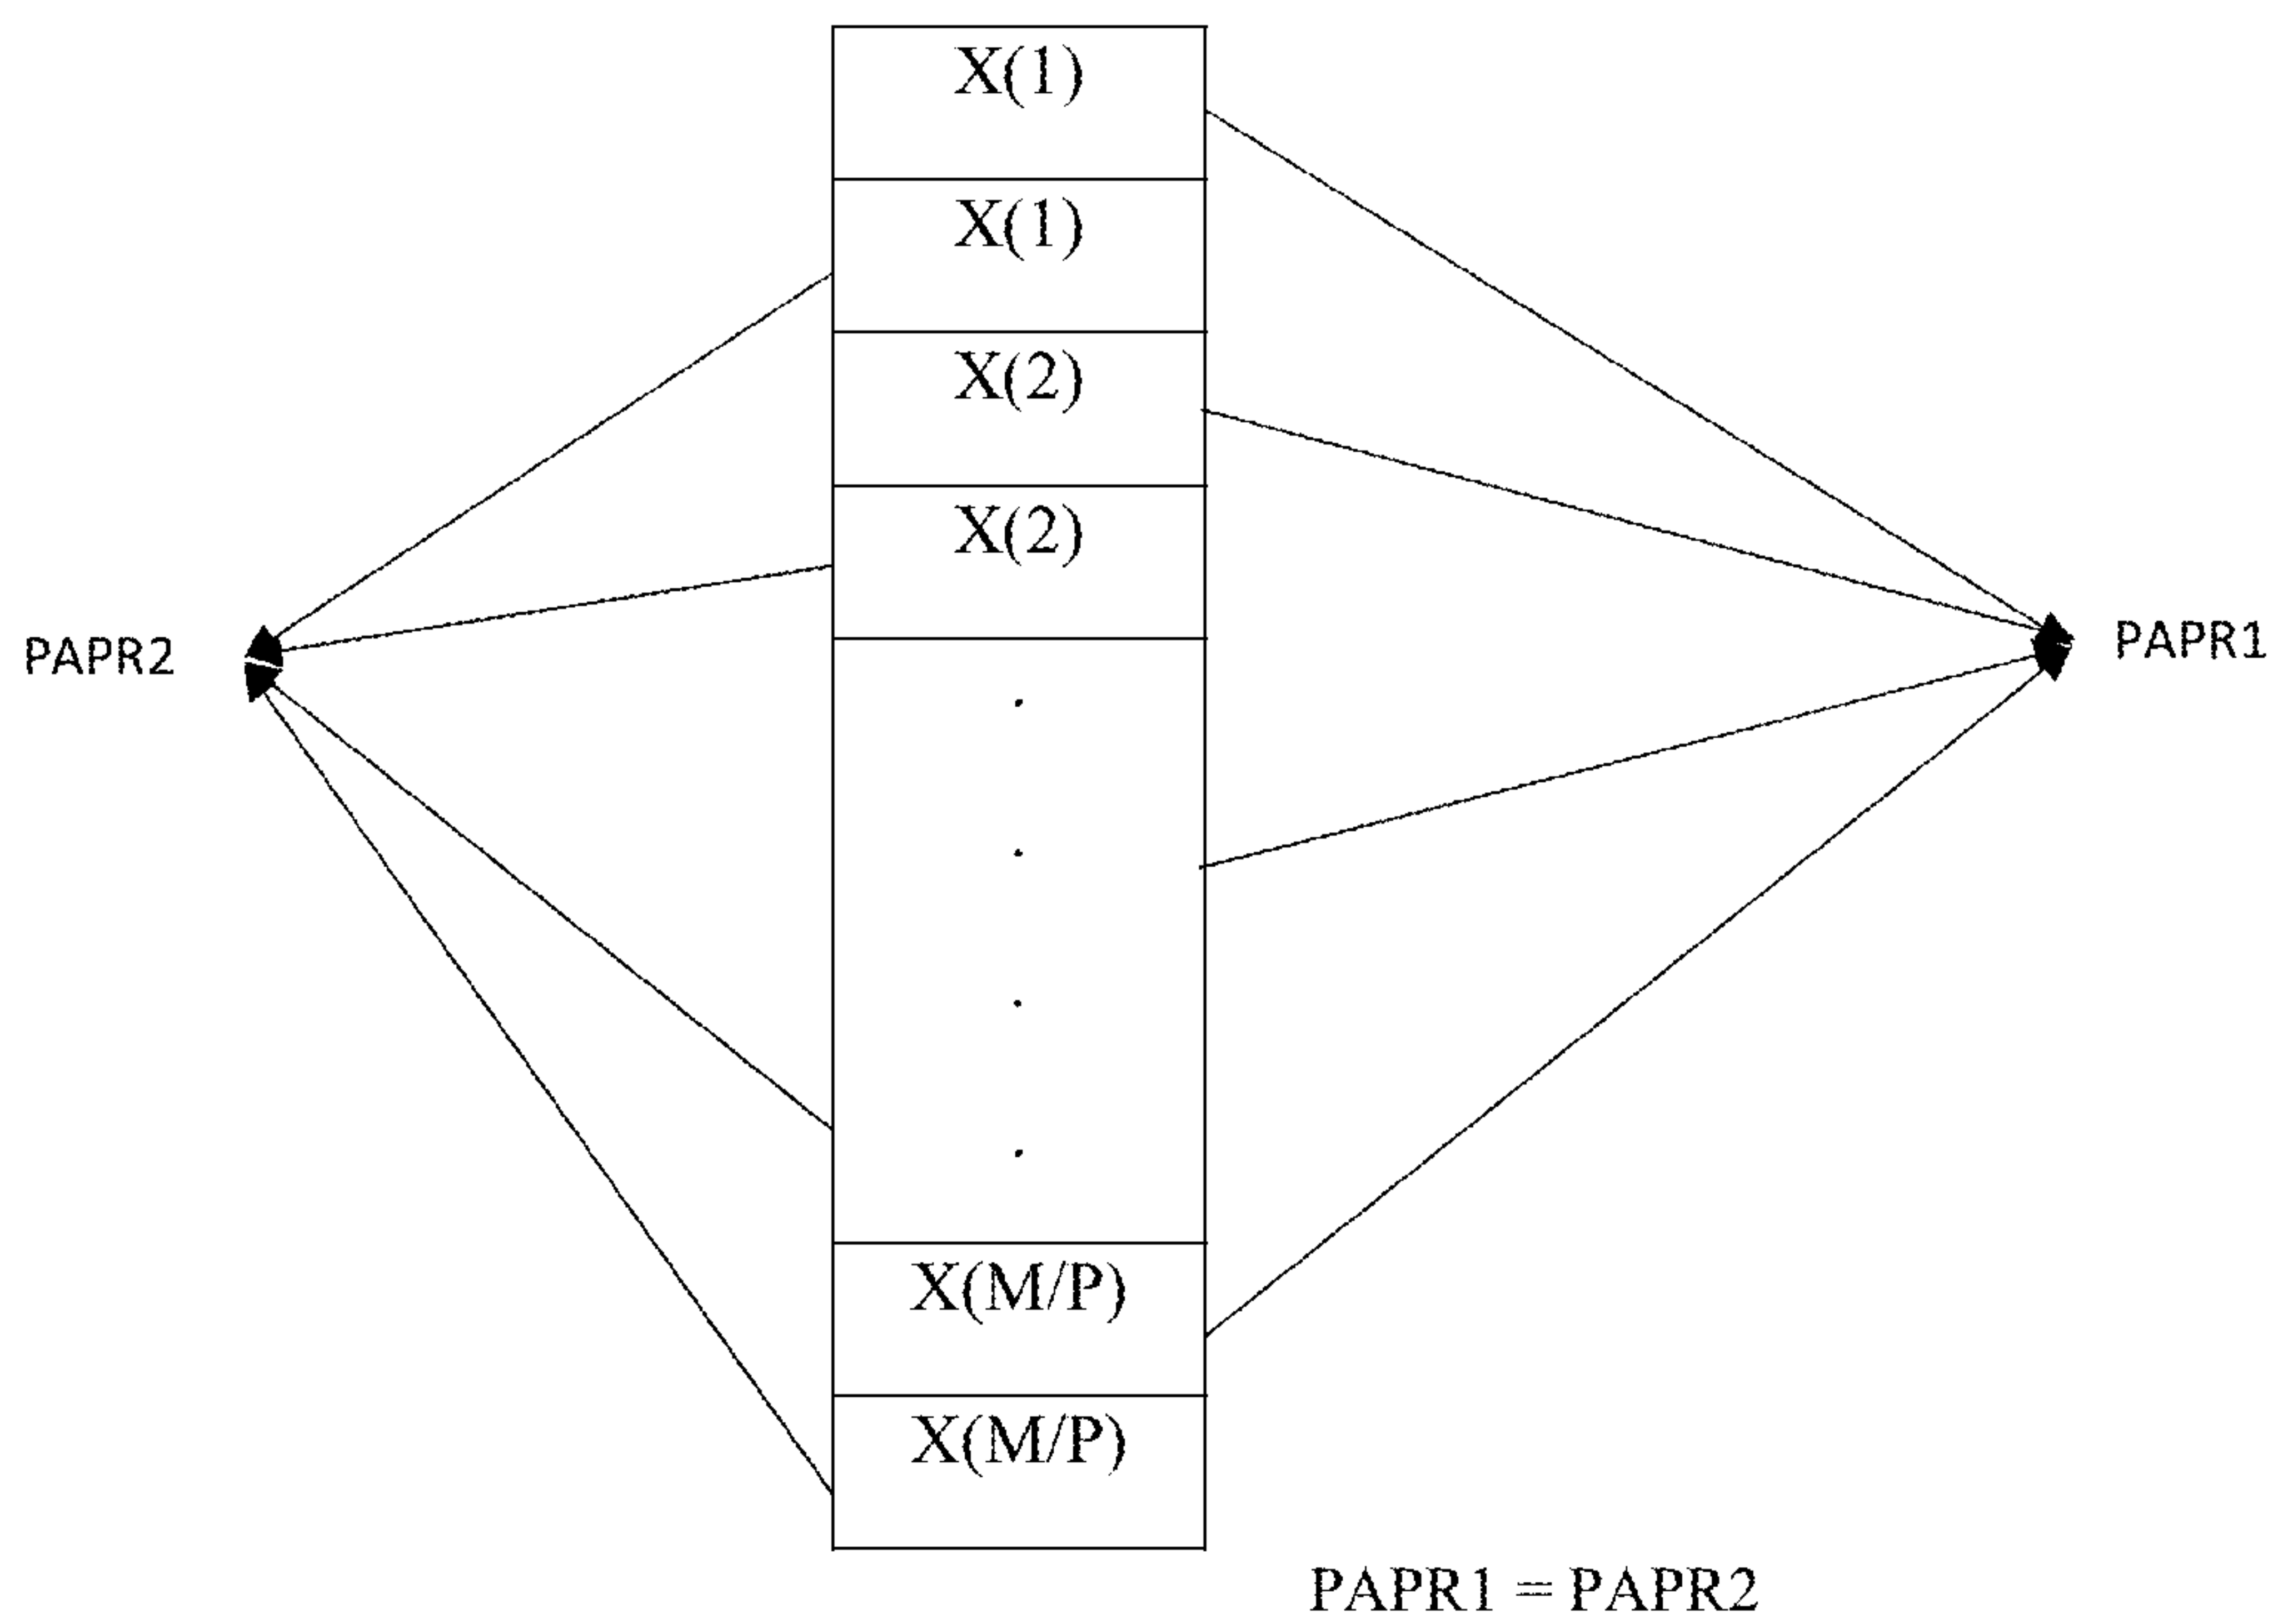 X(1)
X(1)
X(2)
X(2)
PAPR2
PAPR1
.
.
.
.
X(M/P)
X(M/P)
PAPR1 = PAPR2